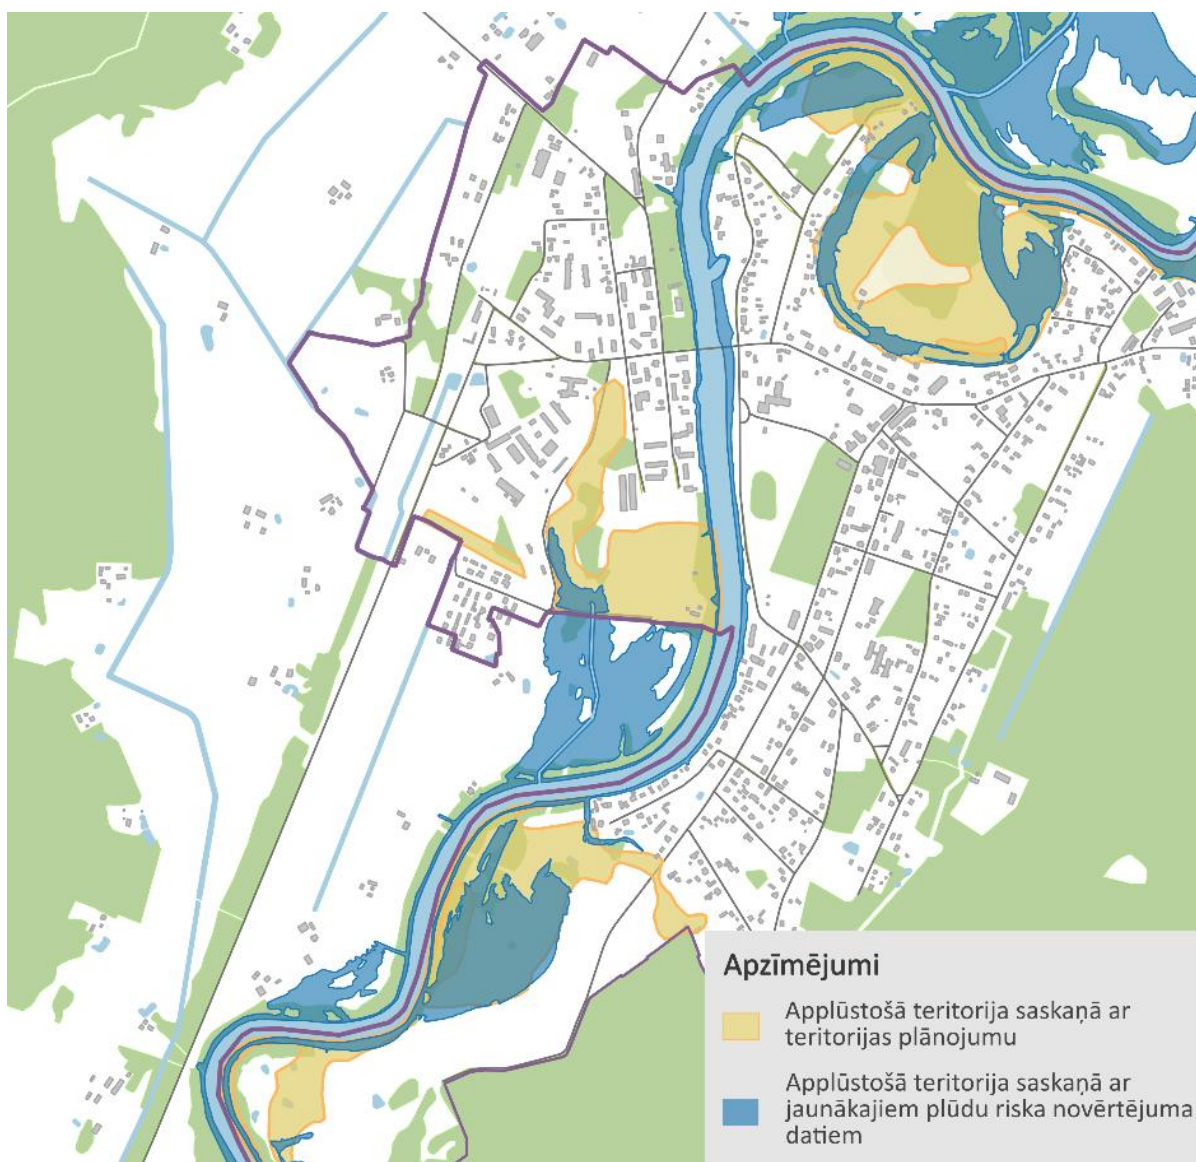 Apzīmējumi
Applūstošā teritorija saskaņā ar
teritorijas plānojumu
Applūstošā teritorija saskaņā ar
jaunākajiem plūdu riska novērtējuma
datiem